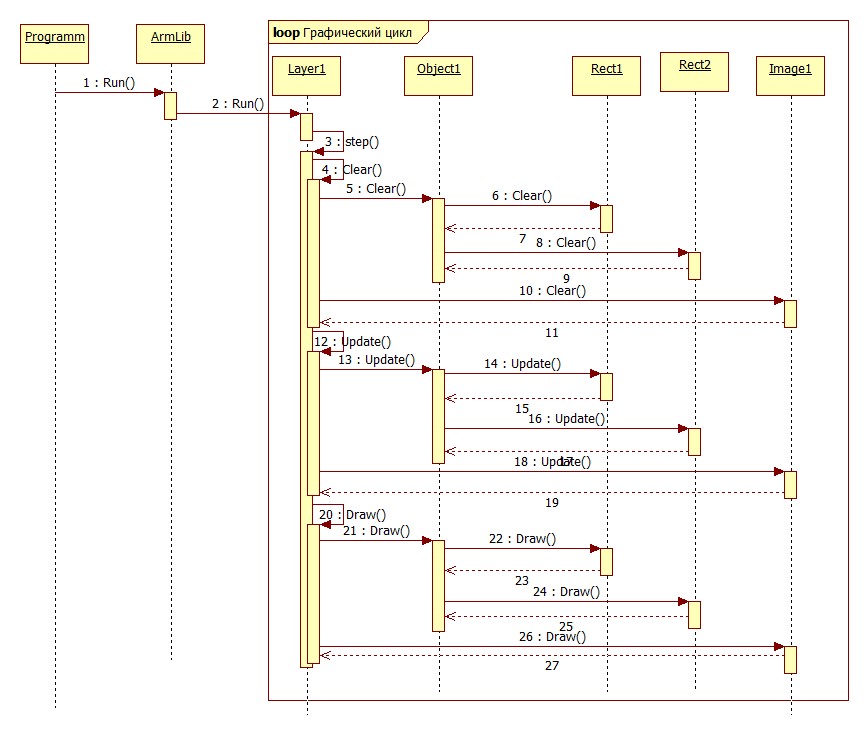 loop Графический цикл
Programm
ArmLib
Layer1
Object1
Rect1
Rect2
Image1
1 : Run()
2 : Run()
3 : step()
4 : Clear()
5 : Clear()
6 : Clear()
7
8 : Clear()
9
10 : Clear()
11
12 : Update()
13 : Update()
14 : Update()
15
16 : Update()
17
18 : Update()
19
20 : Draw()
21 : Draw()
22 : Draw()
23
24 : Draw()
25
26 : Draw()
27